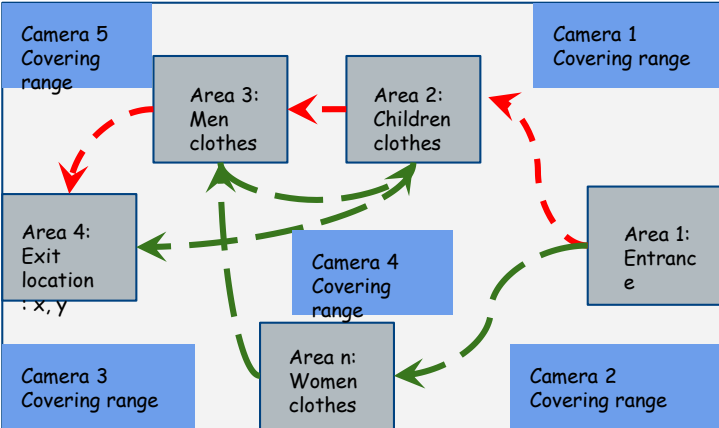 Camera 5
Covering
range
Camera 1
Covering range
Area 3:
Men
clothes
Area 2:
Children
clothes
Area 4:
Exit
location
: x, y
Area 1:
Entranc
e
Camera 4
Covering
range
Area n:
Women
clothes
Camera 3
Covering range
Camera 2
Covering range